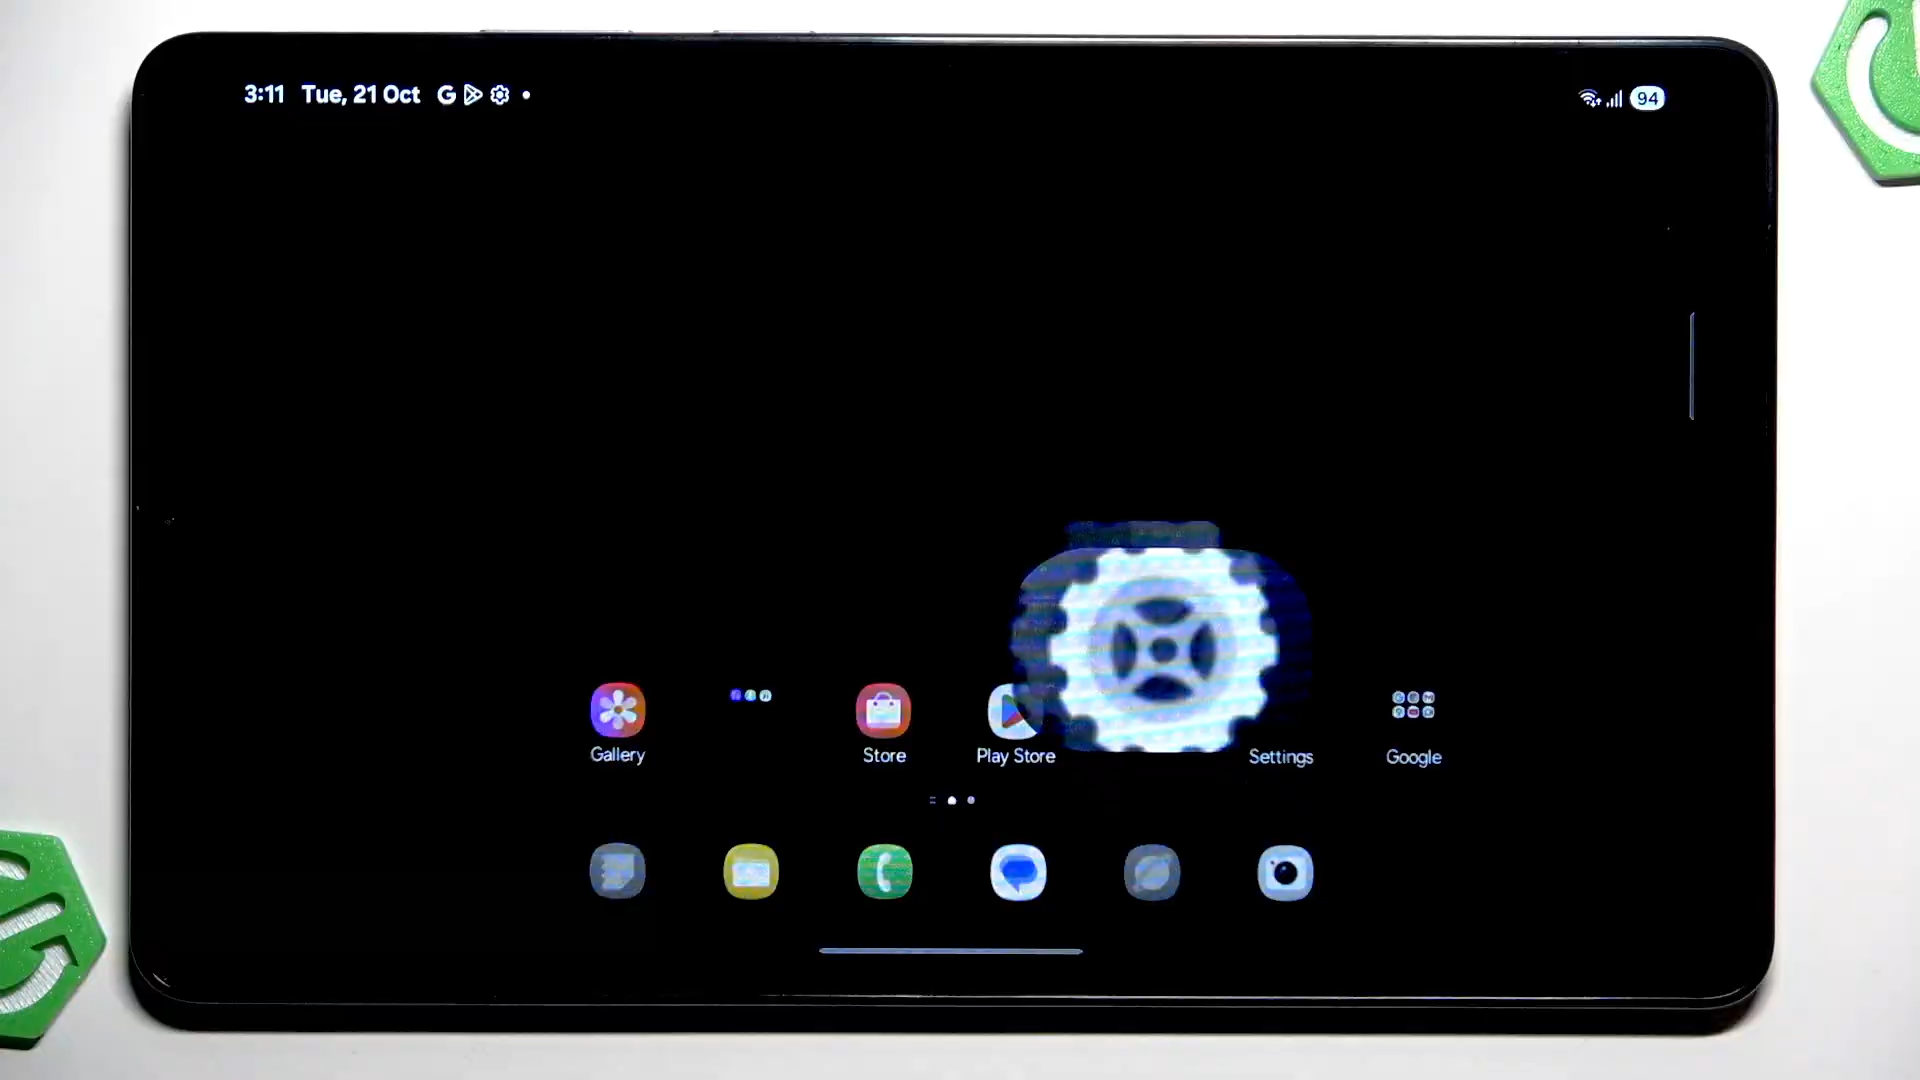 3:11 Tue, 21 Oct G
94
Gallery
Store
Play Store
Settings
Google